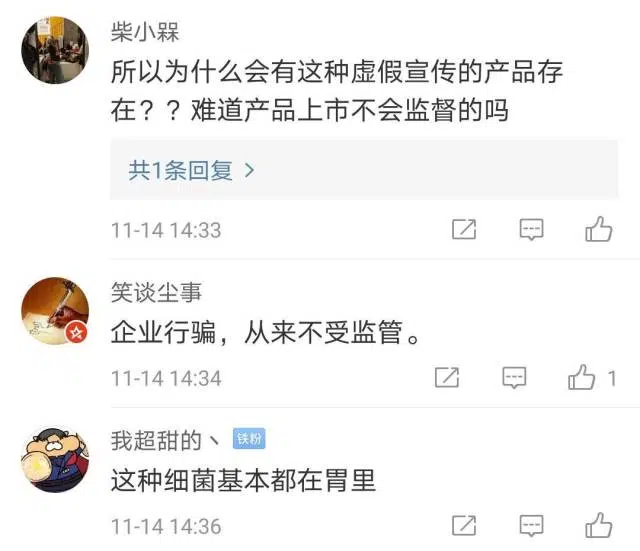 柴小槑
所以为什么会有这种虚假宣传的产品存
在？？难道产品上市不会监督的吗
共1条回复 >
11-14 14:33
笑谈尘事
企业行骗，从来不受监管。
11-14 14:34
1
我超甜的丶 铁粉
这种细菌基本都在胃里
11-14 14:36